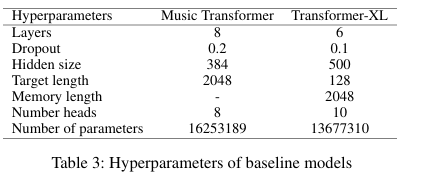 Hyperparameters Music Transformer Transformer-XL
Layers 8 6
Dropout 0.2 0.1
Hidden size 384 500
Target length 2048 128
Memory length - 2048
Number heads 8 10
Number of parameters 16253189 13677310
Table 3: Hyperparameters of baseline models